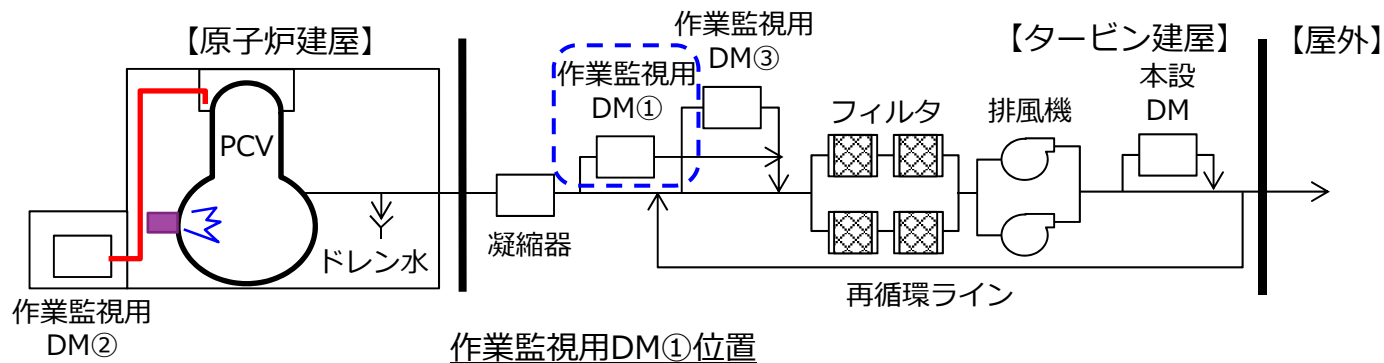 【原子炉建屋】
作業監視用
DM①
作業監視用
DM③
【タービン建屋】
【屋外】
本設
DM
フィルタ
排風機
PCV
凝縮器
ドレン水
再循環ライン
作業監視用
DM②
作業監視用DM①位置